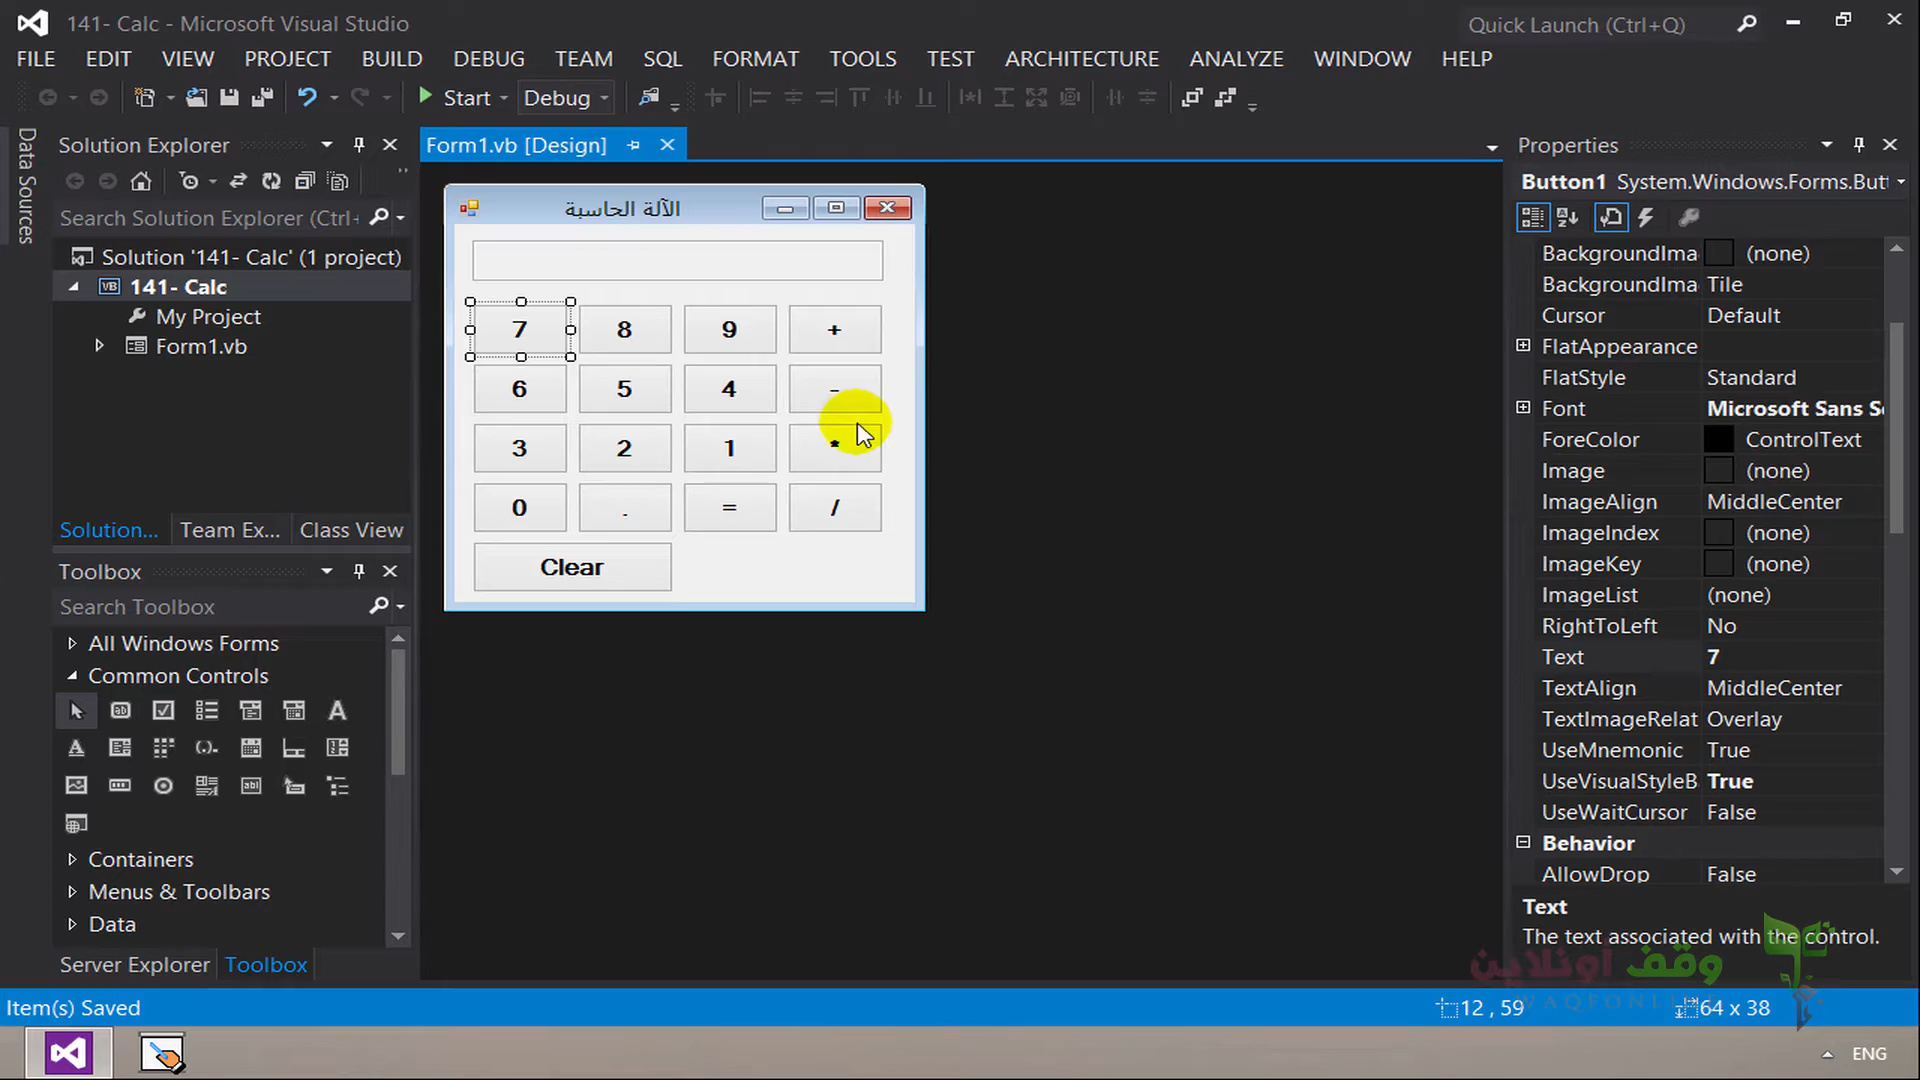 141- Calc - Microsoft Visual Studio
Quick Launch (Ctrl+Q)
FILE EDIT VIEW PROJECT BUILD DEBUG TEAM SQL FORMAT TOOLS TEST ARCHITECTURE ANALYZE WINDOW HELP
Start Debug
Data Sources
Solution Explorer
Search Solution Explorer (Ctrl+
Solution '141- Calc' (1 project)
141- Calc
My Project
Form1.vb
Solution... Team Ex... Class View
Toolbox
Search Toolbox
All Windows Forms
Common Controls
Containers
Menus & Toolbars
Data
Server Explorer Toolbox
Form1.vb [Design]
الآلة الحاسبة
7 8 9 +
6 5 4 -
3 2 1 *
0 . = /
Clear
Properties
Button1 System.Windows.Forms.Butt
BackgroundIma (none)
BackgroundIma Tile
Cursor Default
FlatAppearance
FlatStyle Standard
Font Microsoft Sans Se
ForeColor ControlText
Image (none)
ImageAlign MiddleCenter
ImageIndex (none)
ImageKey (none)
ImageList (none)
RightToLeft No
Text 7
TextAlign MiddleCenter
TextImageRelat Overlay
UseMnemonic True
UseVisualStyleB True
UseWaitCursor False
Behavior
AllowDrop False
Text
The text associated with the control.
وقف أونلاين
WAQFONLINE
Item(s) Saved
12 , 59
64 x 38
ENG